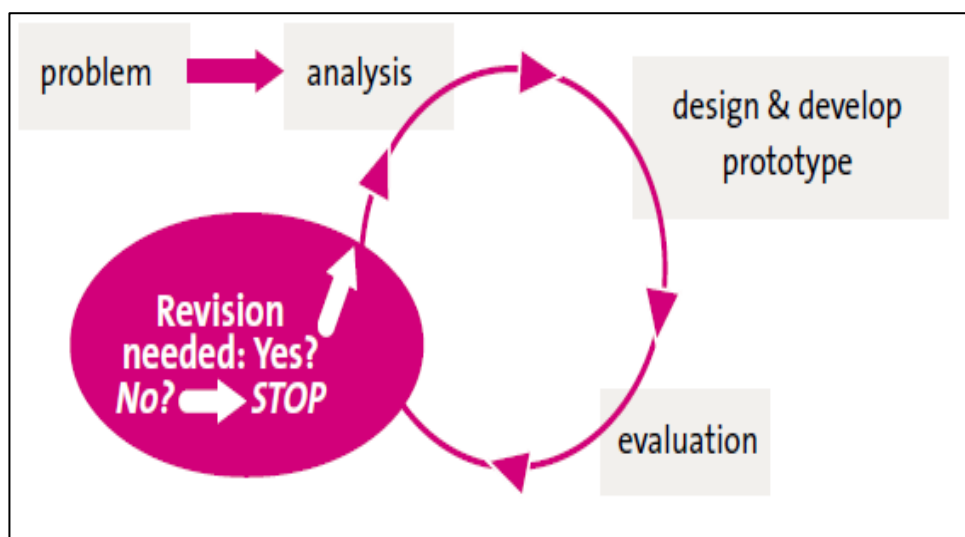 problem
analysis
design & develop
prototype
Revision
needed: Yes?
No? STOP
evaluation